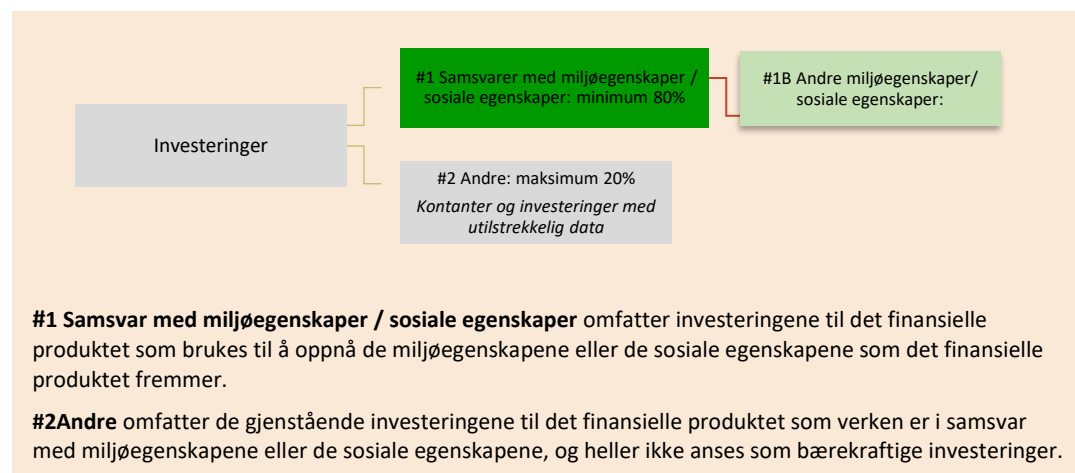 #1 Samsvarer med miljøegenskaper /
sosiale egenskaper: minimum 80%
#1B Andre miljøegenskaper/
sosiale egenskaper:
Investeringer
#2 Andre: maksimum 20%
Kontanter og investeringer med
utilstrekkelig data
#1 Samsvar med miljøegenskaper / sosiale egenskaper omfatter investeringene til det finansielle
produktet som brukes til å oppnå de miljøegenskapene eller de sosiale egenskapene som det finansielle
produktet fremmer.
#2Andre omfatter de gjenstående investeringene til det finansielle produktet som verken er i samsvar
med miljøegenskapene eller de sosiale egenskapene, og heller ikke anses som bærekraftige investeringer.